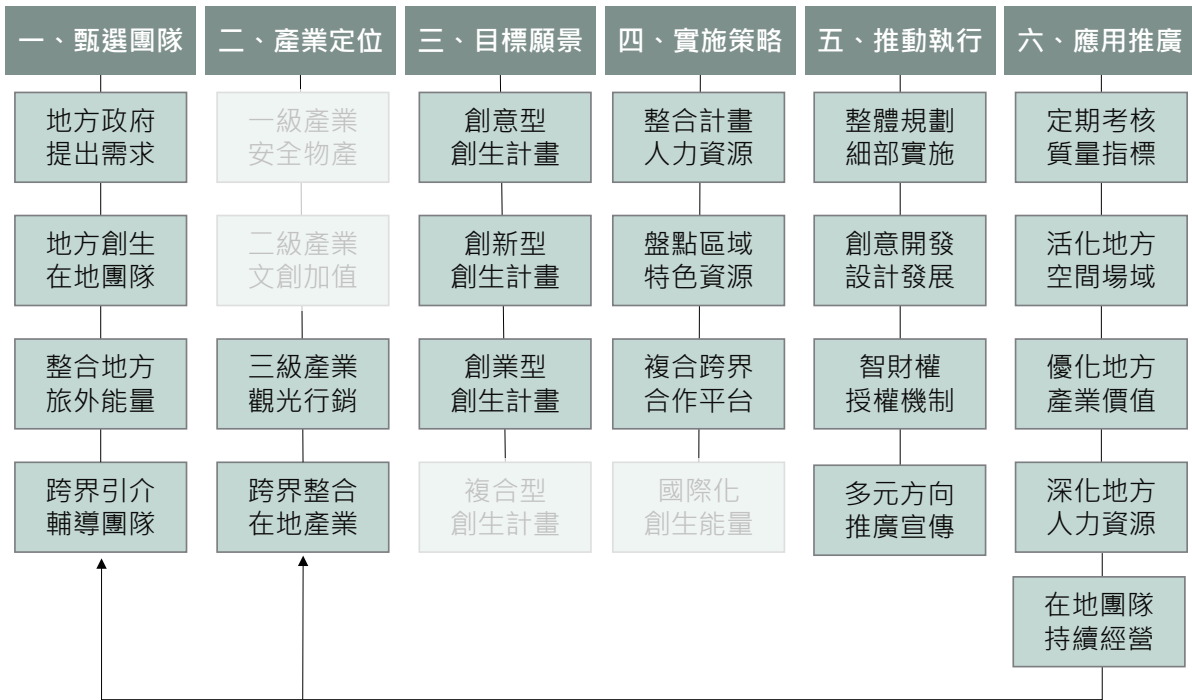 一、甄選團隊
地方政府
提出需求
地方創生
在地團隊
整合地方
旅外能量
跨界引介
輔導團隊
二、產業定位
一級產業
安全物產
二級產業
文創加值
三級產業
觀光行銷
跨界整合
在地產業
三、目標願景
創意型
創生計畫
創新型
創生計畫
創業型
創生計畫
複合型
創生計畫
四、實施策略
整合計畫
人力資源
盤點區域
特色資源
複合跨界
合作平台
國際化
創生能量
五、推動執行
整體規劃
細部實施
創意開發
設計發展
智財權
授權機制
多元方向
推廣宣傳
六、應用推廣
定期考核
質量指標
活化地方
空間場域
優化地方
產業價值
深化地方
人力資源
在地團隊
持續經營